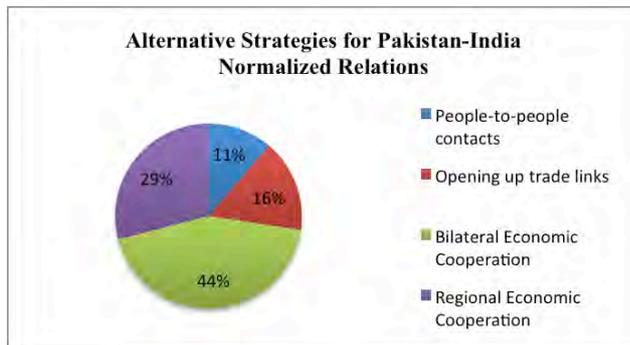 Alternative Strategies for Pakistan-India
Normalized Relations
11%
16%
44%
29%
People-to-people
contacts
Opening up trade links
Bilateral Economic
Cooperation
Regional Economic
Cooperation